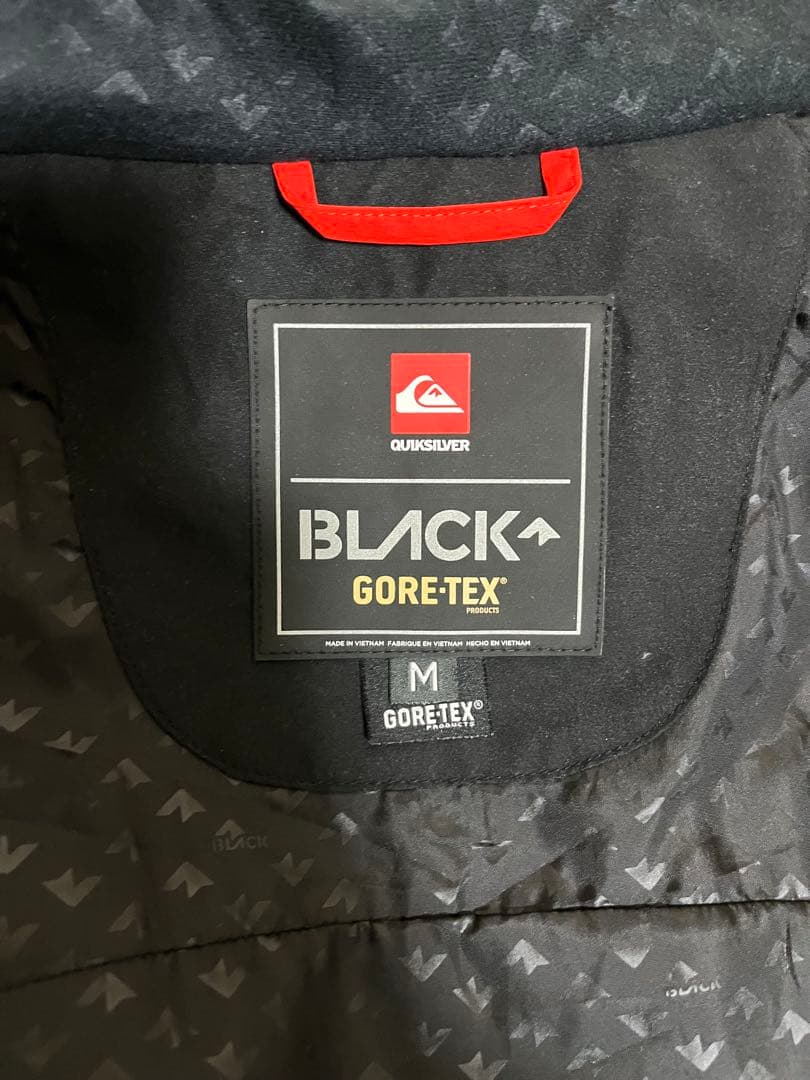 QUIKSILVER
BLACK
GORE-TEX®
PRODUCTS
MADE IN VIETNAM FABRIQUE EN VIETNAM HECHO EN VIETNAM
M
GORE-TEX®
PRODUCTS
BLACK
BLACK